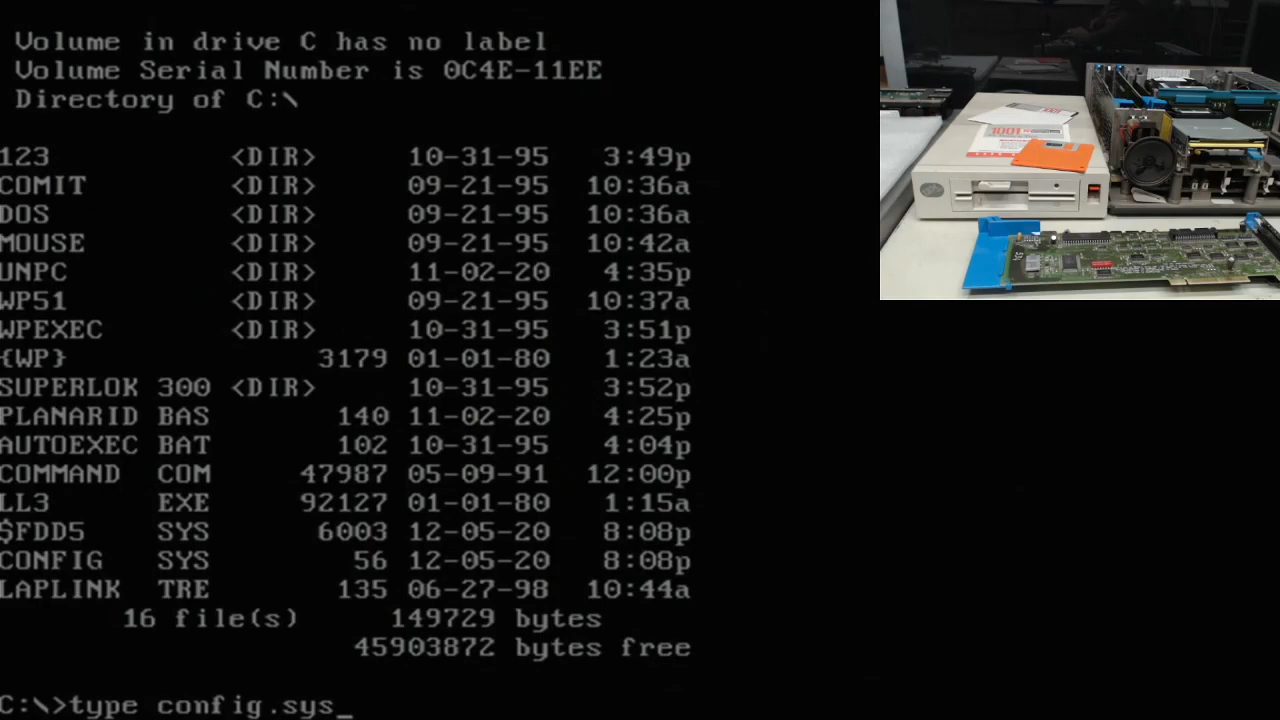 Volume in drive C has no label
Volume Serial Number is 0C4E-11EE
Directory of C:\
123 <DIR> 10-31-95 3:49p
COMIT <DIR> 09-21-95 10:36a
DOS <DIR> 09-21-95 10:36a
MOUSE <DIR> 09-21-95 10:42a
UNPC <DIR> 11-02-20 4:35p
WP51 <DIR> 09-21-95 10:37a
WPEXEC <DIR> 10-31-95 3:51p
{WP} 3179 01-01-80 1:23a
SUPERLOK 300 <DIR> 10-31-95 3:52p
PLANARID BAS 140 11-02-20 4:25p
AUTOEXEC BAT 102 10-31-95 4:04p
COMMAND COM 47987 05-09-91 12:00p
LL3 EXE 92127 01-01-80 1:15a
$FDD5 SYS 6003 12-05-20 8:08p
CONFIG SYS 56 12-05-20 8:08p
LAPLINK TRE 135 06-27-98 10:44a
16 file(s) 149729 bytes
45903872 bytes free
C:\>type config.sys_